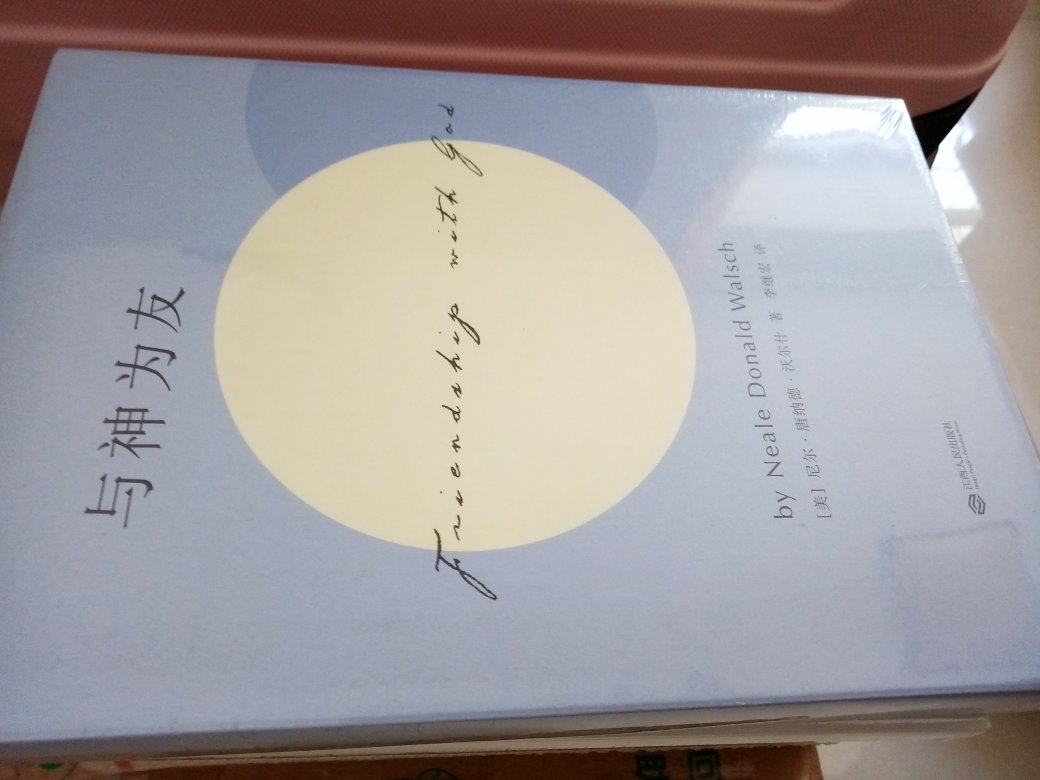 与神为友
Friendship with God
by Neale Donald Walsch
[美] 尼尔·唐纳德·沃尔什 著 李继宏 译
江西人民出版社